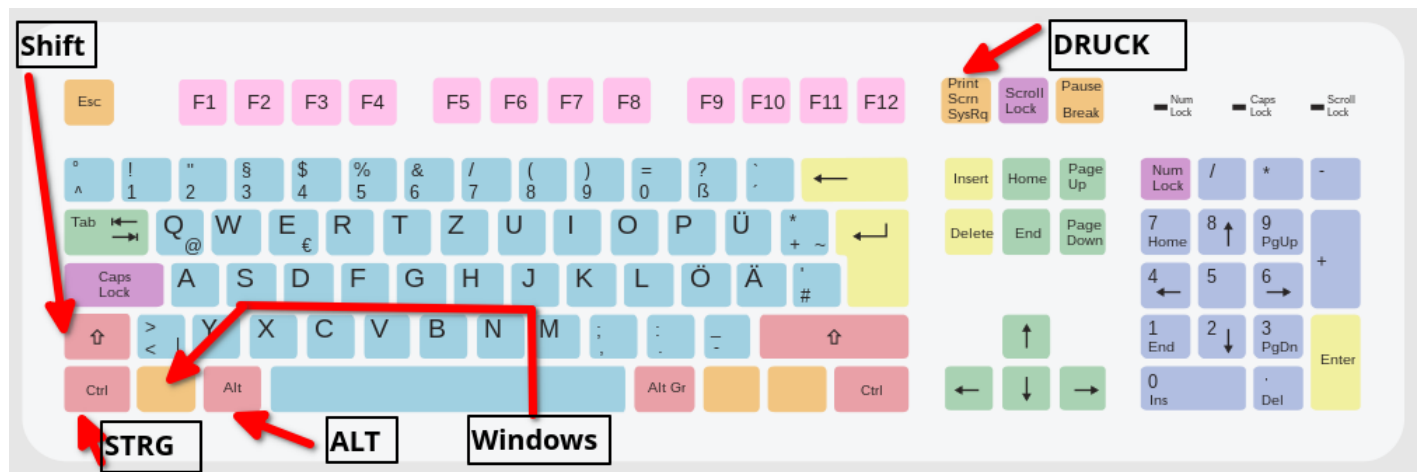 Shift
DRUCK
Esc F1 F2 F3 F4 F5 F6 F7 F8 F9 F10 F11 F12
Print
Scrn
SysRq
Scroll
Lock
Pause
Break
Num
Lock
Caps
Lock
Scroll
Lock
° ! " § $ % & / ( ) = ? `
^ 1 2 3 4 5 6 7 8 9 0 ß ´ ←
Insert Home Page
Up
Num
Lock
/ * -
Tab Q W E R T Z U I O P Ü *
@ € + ~
Delete End Page
Down
7 8 ↑ 9
Home PgUp
+
Caps
Lock
A S D F G H J K L Ö Ä '
#
4 5 6
← →
⇧ > Y X C V B N M ; : _ ⇧
< | , . -
↑
1 2 ↓ 3
End PgDn
Enter
Ctrl Alt Alt Gr Ctrl
← ↓ →
0 .
Ins Del
STRG ALT Windows